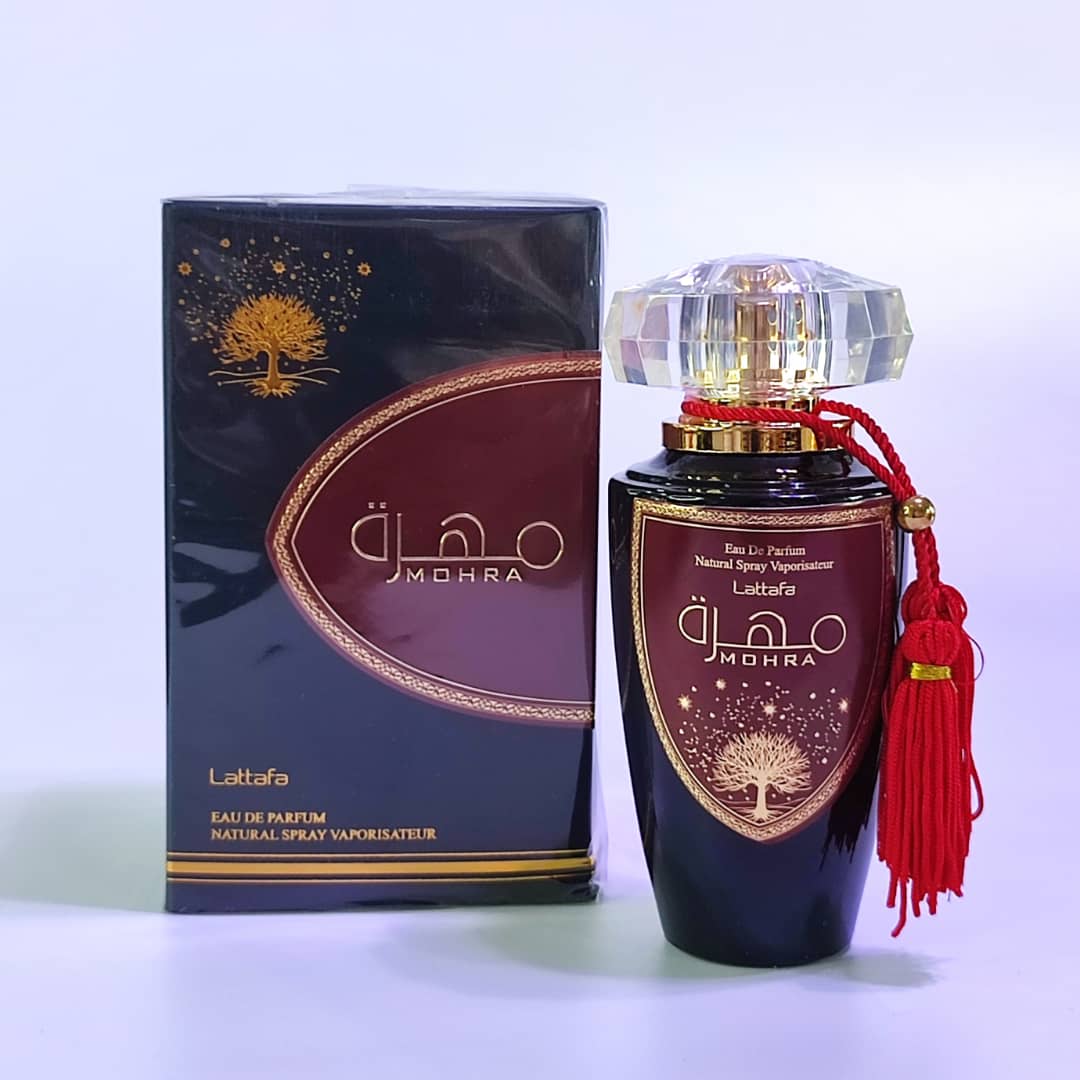 مهرة
MOHRA
Lattafa
EAU DE PARFUM
NATURAL SPRAY VAPORISATEUR
Eau De Parfum
Natural Spray Vaporisateur
Lattafa
مهرة
MOHRA